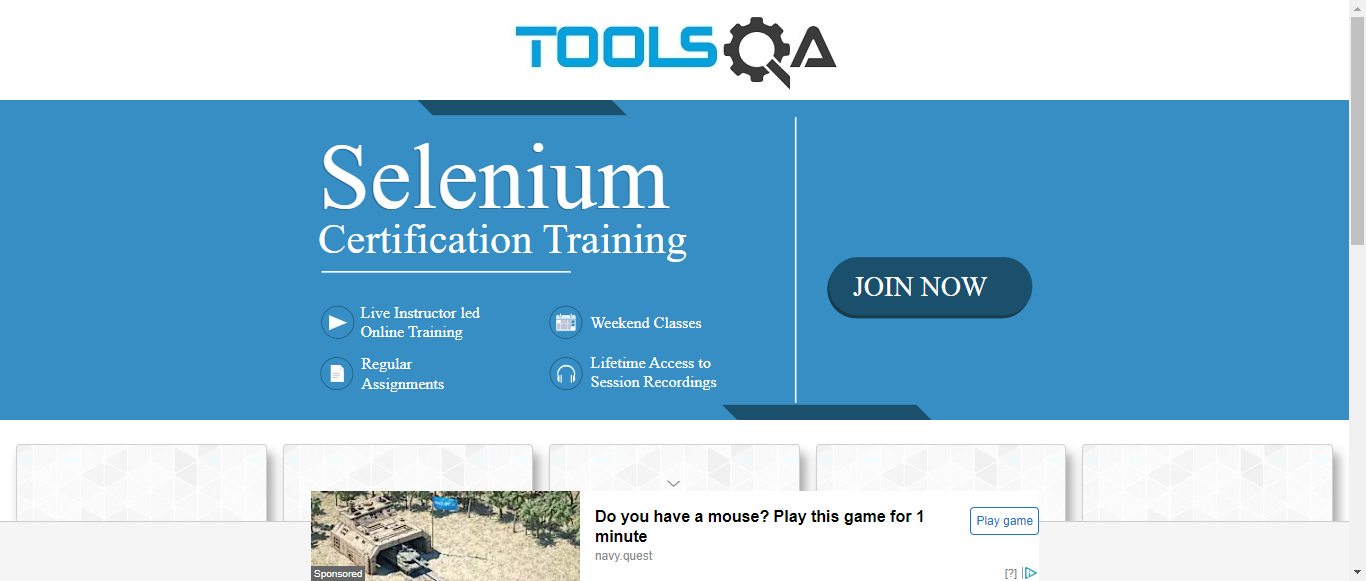 TOOLSQA
Selenium
Certification Training
Live Instructor led
Online Training
Weekend Classes
Regular
Assignments
Lifetime Access to
Session Recordings
JOIN NOW
Do you have a mouse? Play this game for 1
minute
navy.quest
Play game
Sponsored
[?]